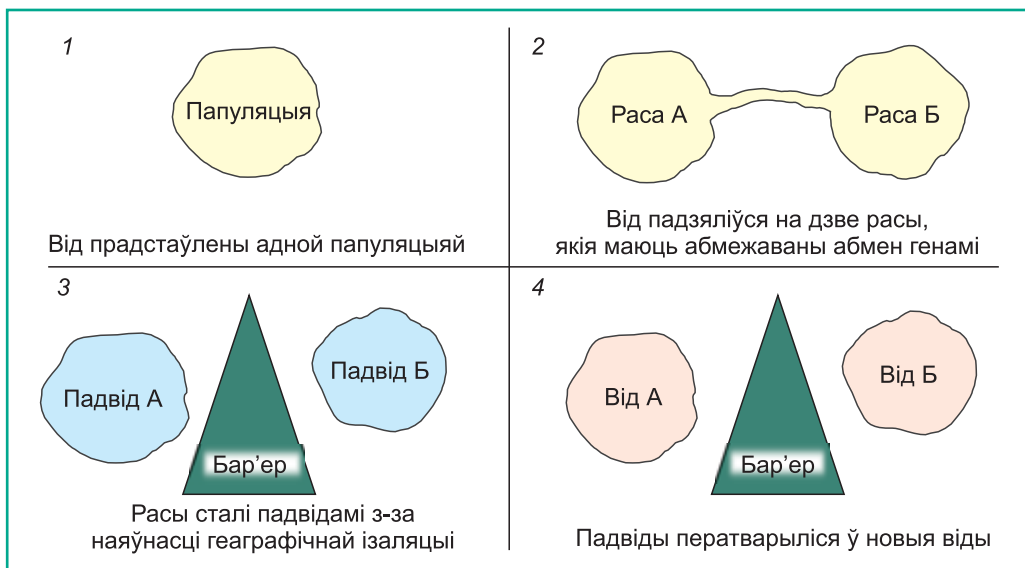 1
Папуляцыя
Від прадстаўлены адной папуляцыяй
2
Раса А
Раса Б
Від падзяліўся на дзве расы,
якія маюць абмежаваны абмен генамі
3
Падвід А
Падвід Б
Бар’ер
Расы сталі падвідамі з-за
наяўнасці геаграфічнай ізаляцыі
4
Від А
Від Б
Бар’ер
Падвіды ператварыліся ў новыя віды